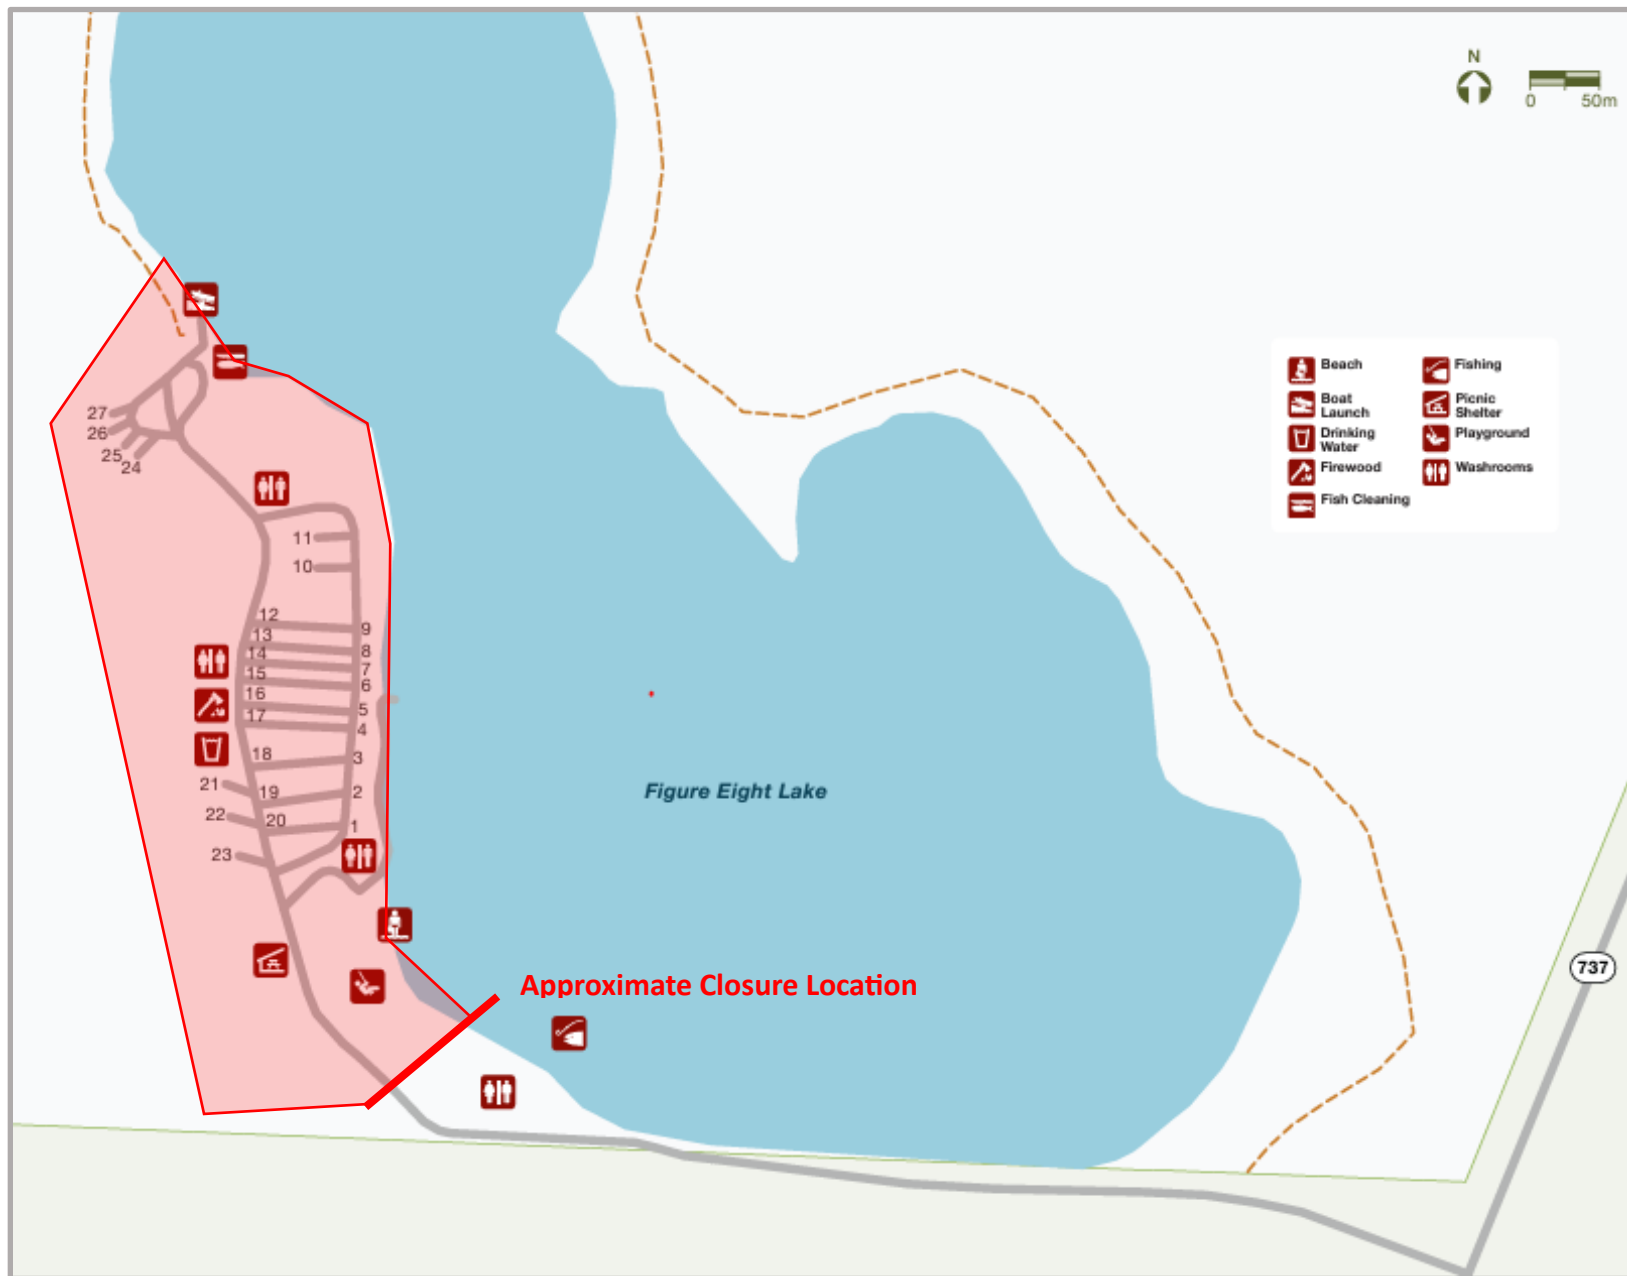 N
0 50m
Beach
Fishing
Boat
Launch
Picnic
Shelter
Drinking
Water
Playground
Firewood
Washrooms
Fish Cleaning
27
26
25
24
11
10
12
9
13
8
14
7
15
6
16
5
17
4
18
3
21
19
2
22
20
1
23
Figure Eight Lake
737
Approximate Closure Location